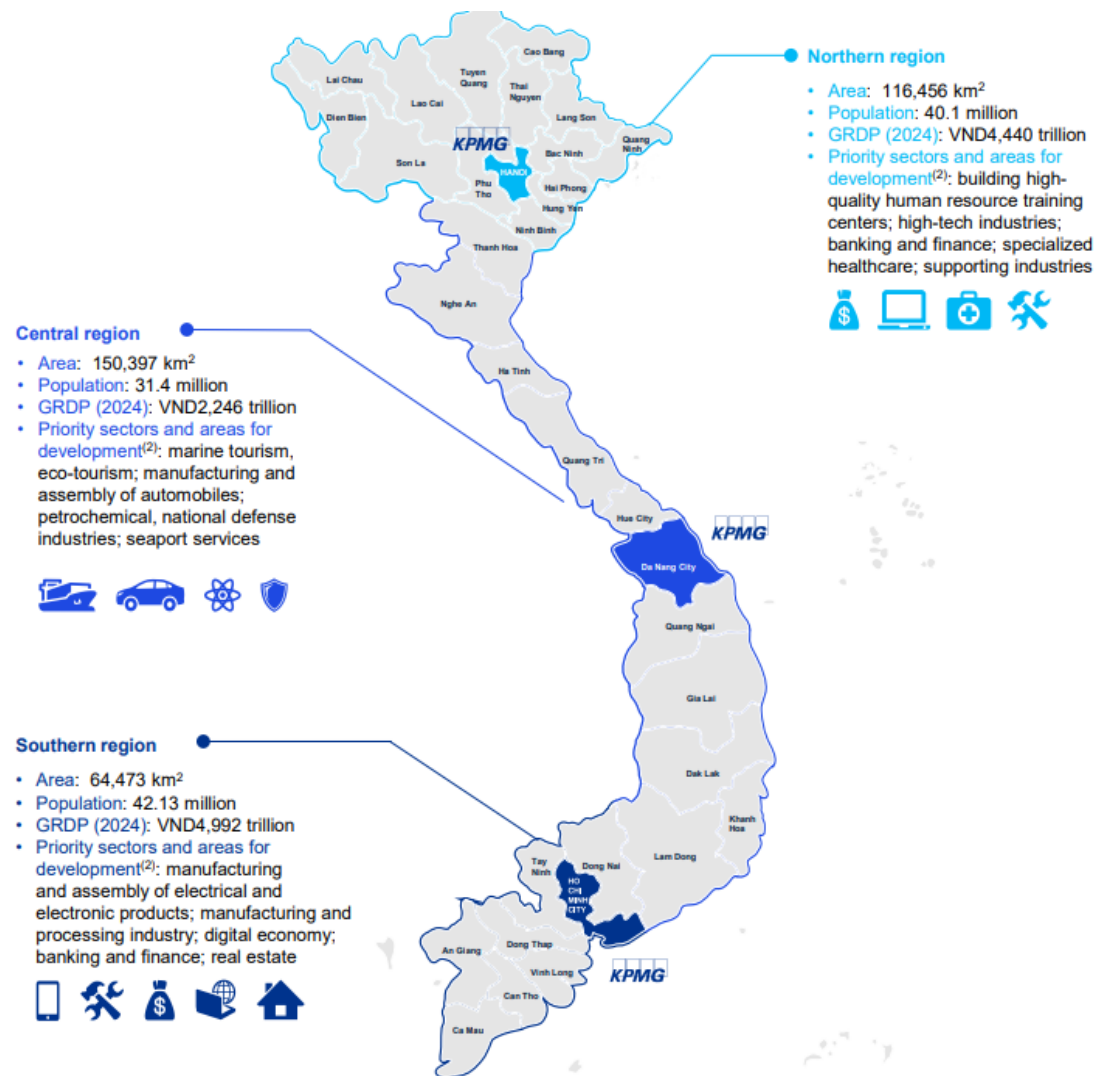 Northern region
• Area: 116,456 km²
• Population: 40.1 million
• GRDP (2024): VND4,440 trillion
• Priority sectors and areas for
development⁽²⁾: building high-
quality human resource training
centers; high-tech industries;
banking and finance; specialized
healthcare; supporting industries
Central region
• Area: 150,397 km²
• Population: 31.4 million
• GRDP (2024): VND2,246 trillion
• Priority sectors and areas for
development⁽²⁾: marine tourism,
eco-tourism; manufacturing and
assembly of automobiles;
petrochemical, national defense
industries; seaport services
Southern region
• Area: 64,473 km²
• Population: 42.13 million
• GRDP (2024): VND4,992 trillion
• Priority sectors and areas for
development⁽²⁾: manufacturing
and assembly of electrical and
electronic products; manufacturing and
processing industry; digital economy;
banking and finance; real estate
Cao Bang
Lai Chau
Tuyen
Quang
Thai
Nguyen
Lao Cai
Dien Bien
Lang Son
KPMG
Quang
Ninh
Bac Ninh
Son La
HANOI
Phu
Tho
Hai Phong
Hung Yen
Ninh Binh
Thanh Hoa
Nghe An
Ha Tinh
Quang Tri
Hue City
KPMG
Da Nang City
Quang Ngai
Gia Lai
Dak Lak
Khanh
Hoa
Lam Dong
Dong Nai
Tay
Ninh
HO
CHI
MINH
CITY
Dong Thap
An Giang
Vinh Long
KPMG
Can Tho
Ca Mau
$
$